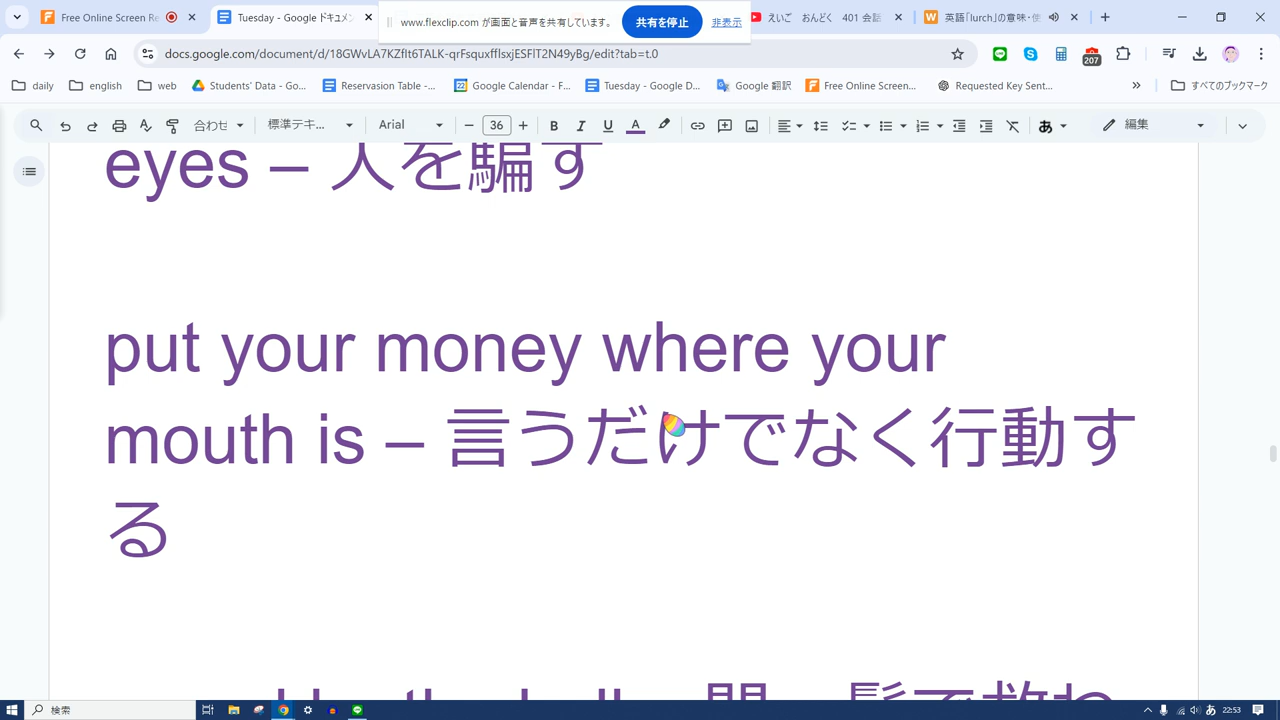 Free Online Screen Re
Tuesday - Google ドキュメン
www.flexclip.com が画面と音声を共有しています。
共有を停止
非表示
えいご おんどく 401 会話
英語「lurch」の意味・使
docs.google.com/document/d/18GWvLA7KZflt6TALK-qrFsquxfflsxjESFlT2N49vBg/edit?tab=t.0
207
daily
english
web
Students' Data - Go...
Reservasion Table -...
Google Calendar - F...
Tuesday - Google D...
Google 翻訳
Free Online Screen...
Requested Key Sent...
すべてのブックマーク
合わせ
標準テキ...
Arial
36
B
I
U
A
あ
編集
eyes – 人を騙す
put your money where your
mouth is – 言うだけでなく行動す
る
検索
あ
22:53